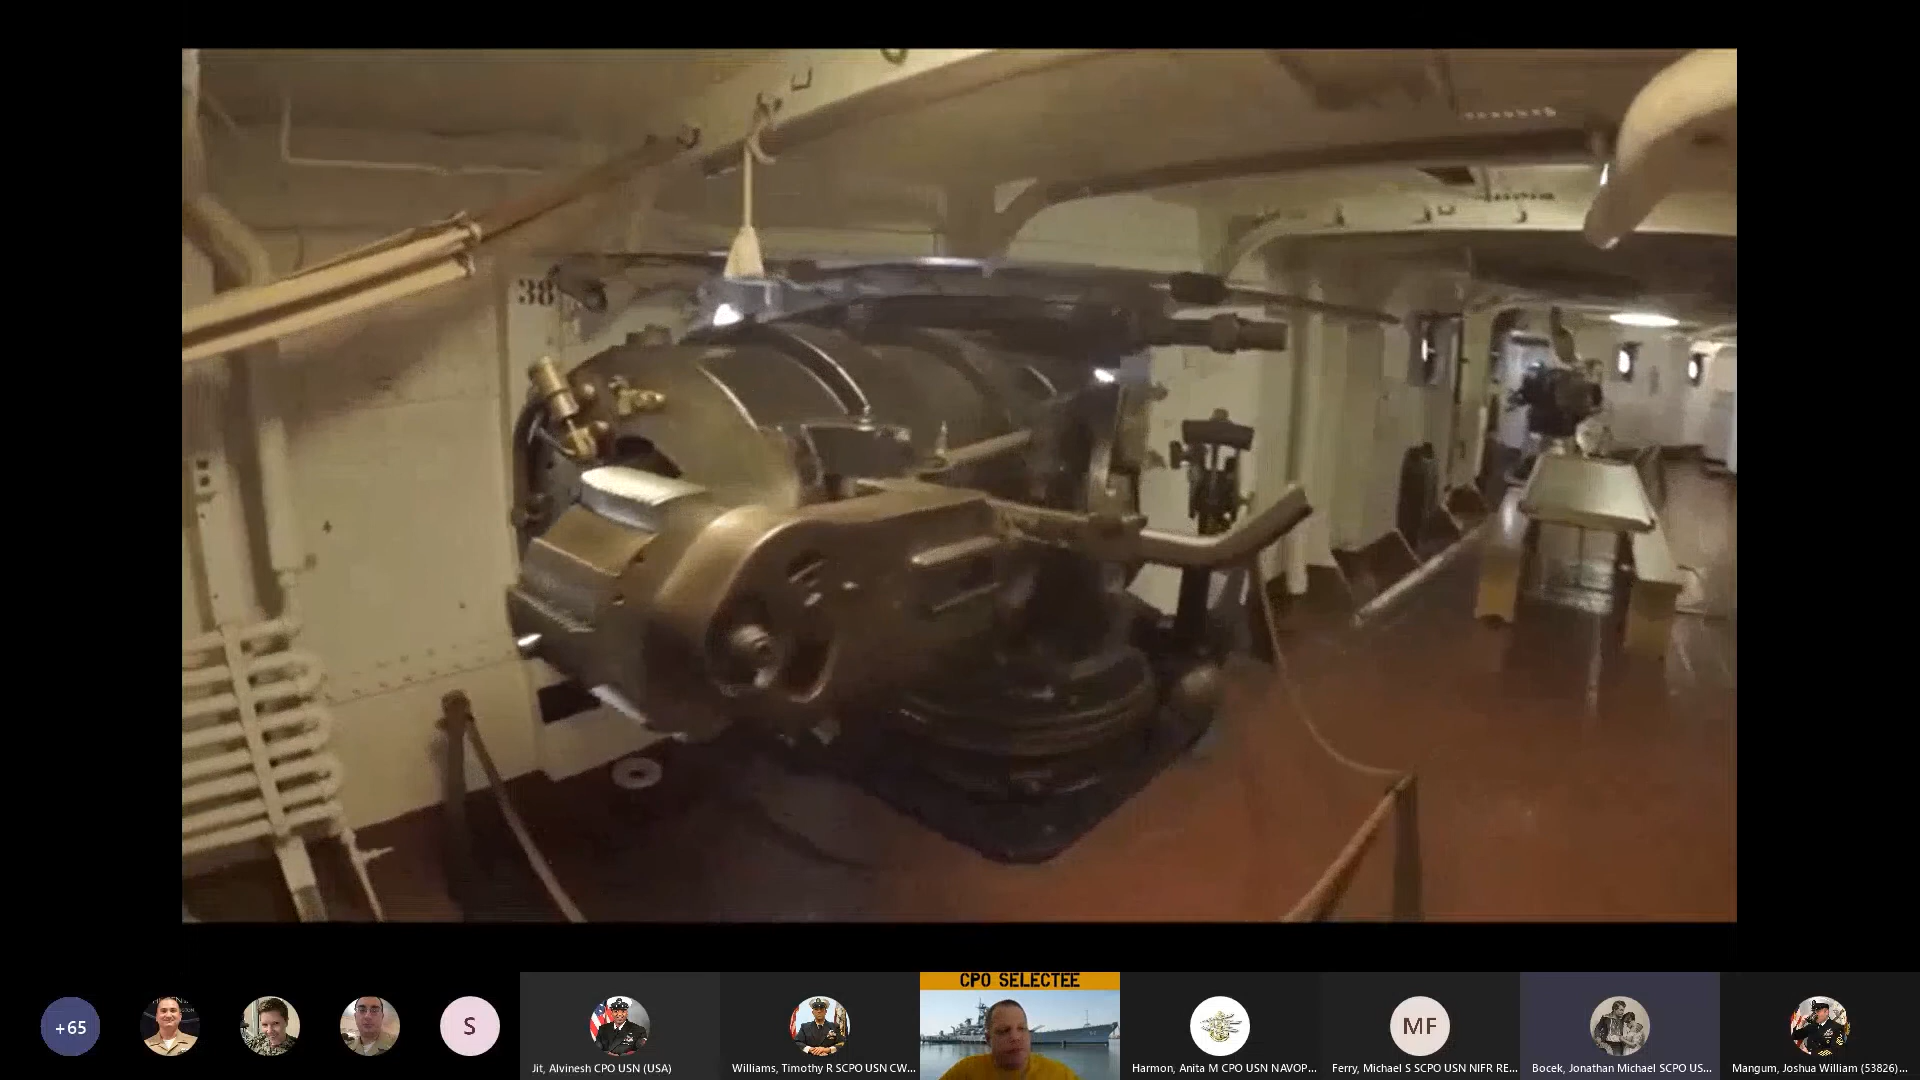 38
+65
S
Jit, Alvinesh CPO USN (USA)
Williams, Timothy R SCPO USN CW...
CPO SELECTEE
Harmon, Anita M CPO USN NAVOP...
MF
Ferry, Michael S SCPO USN NIFR RE...
Bocek, Jonathan Michael SCPO US...
Mangum, Joshua William (53826)...